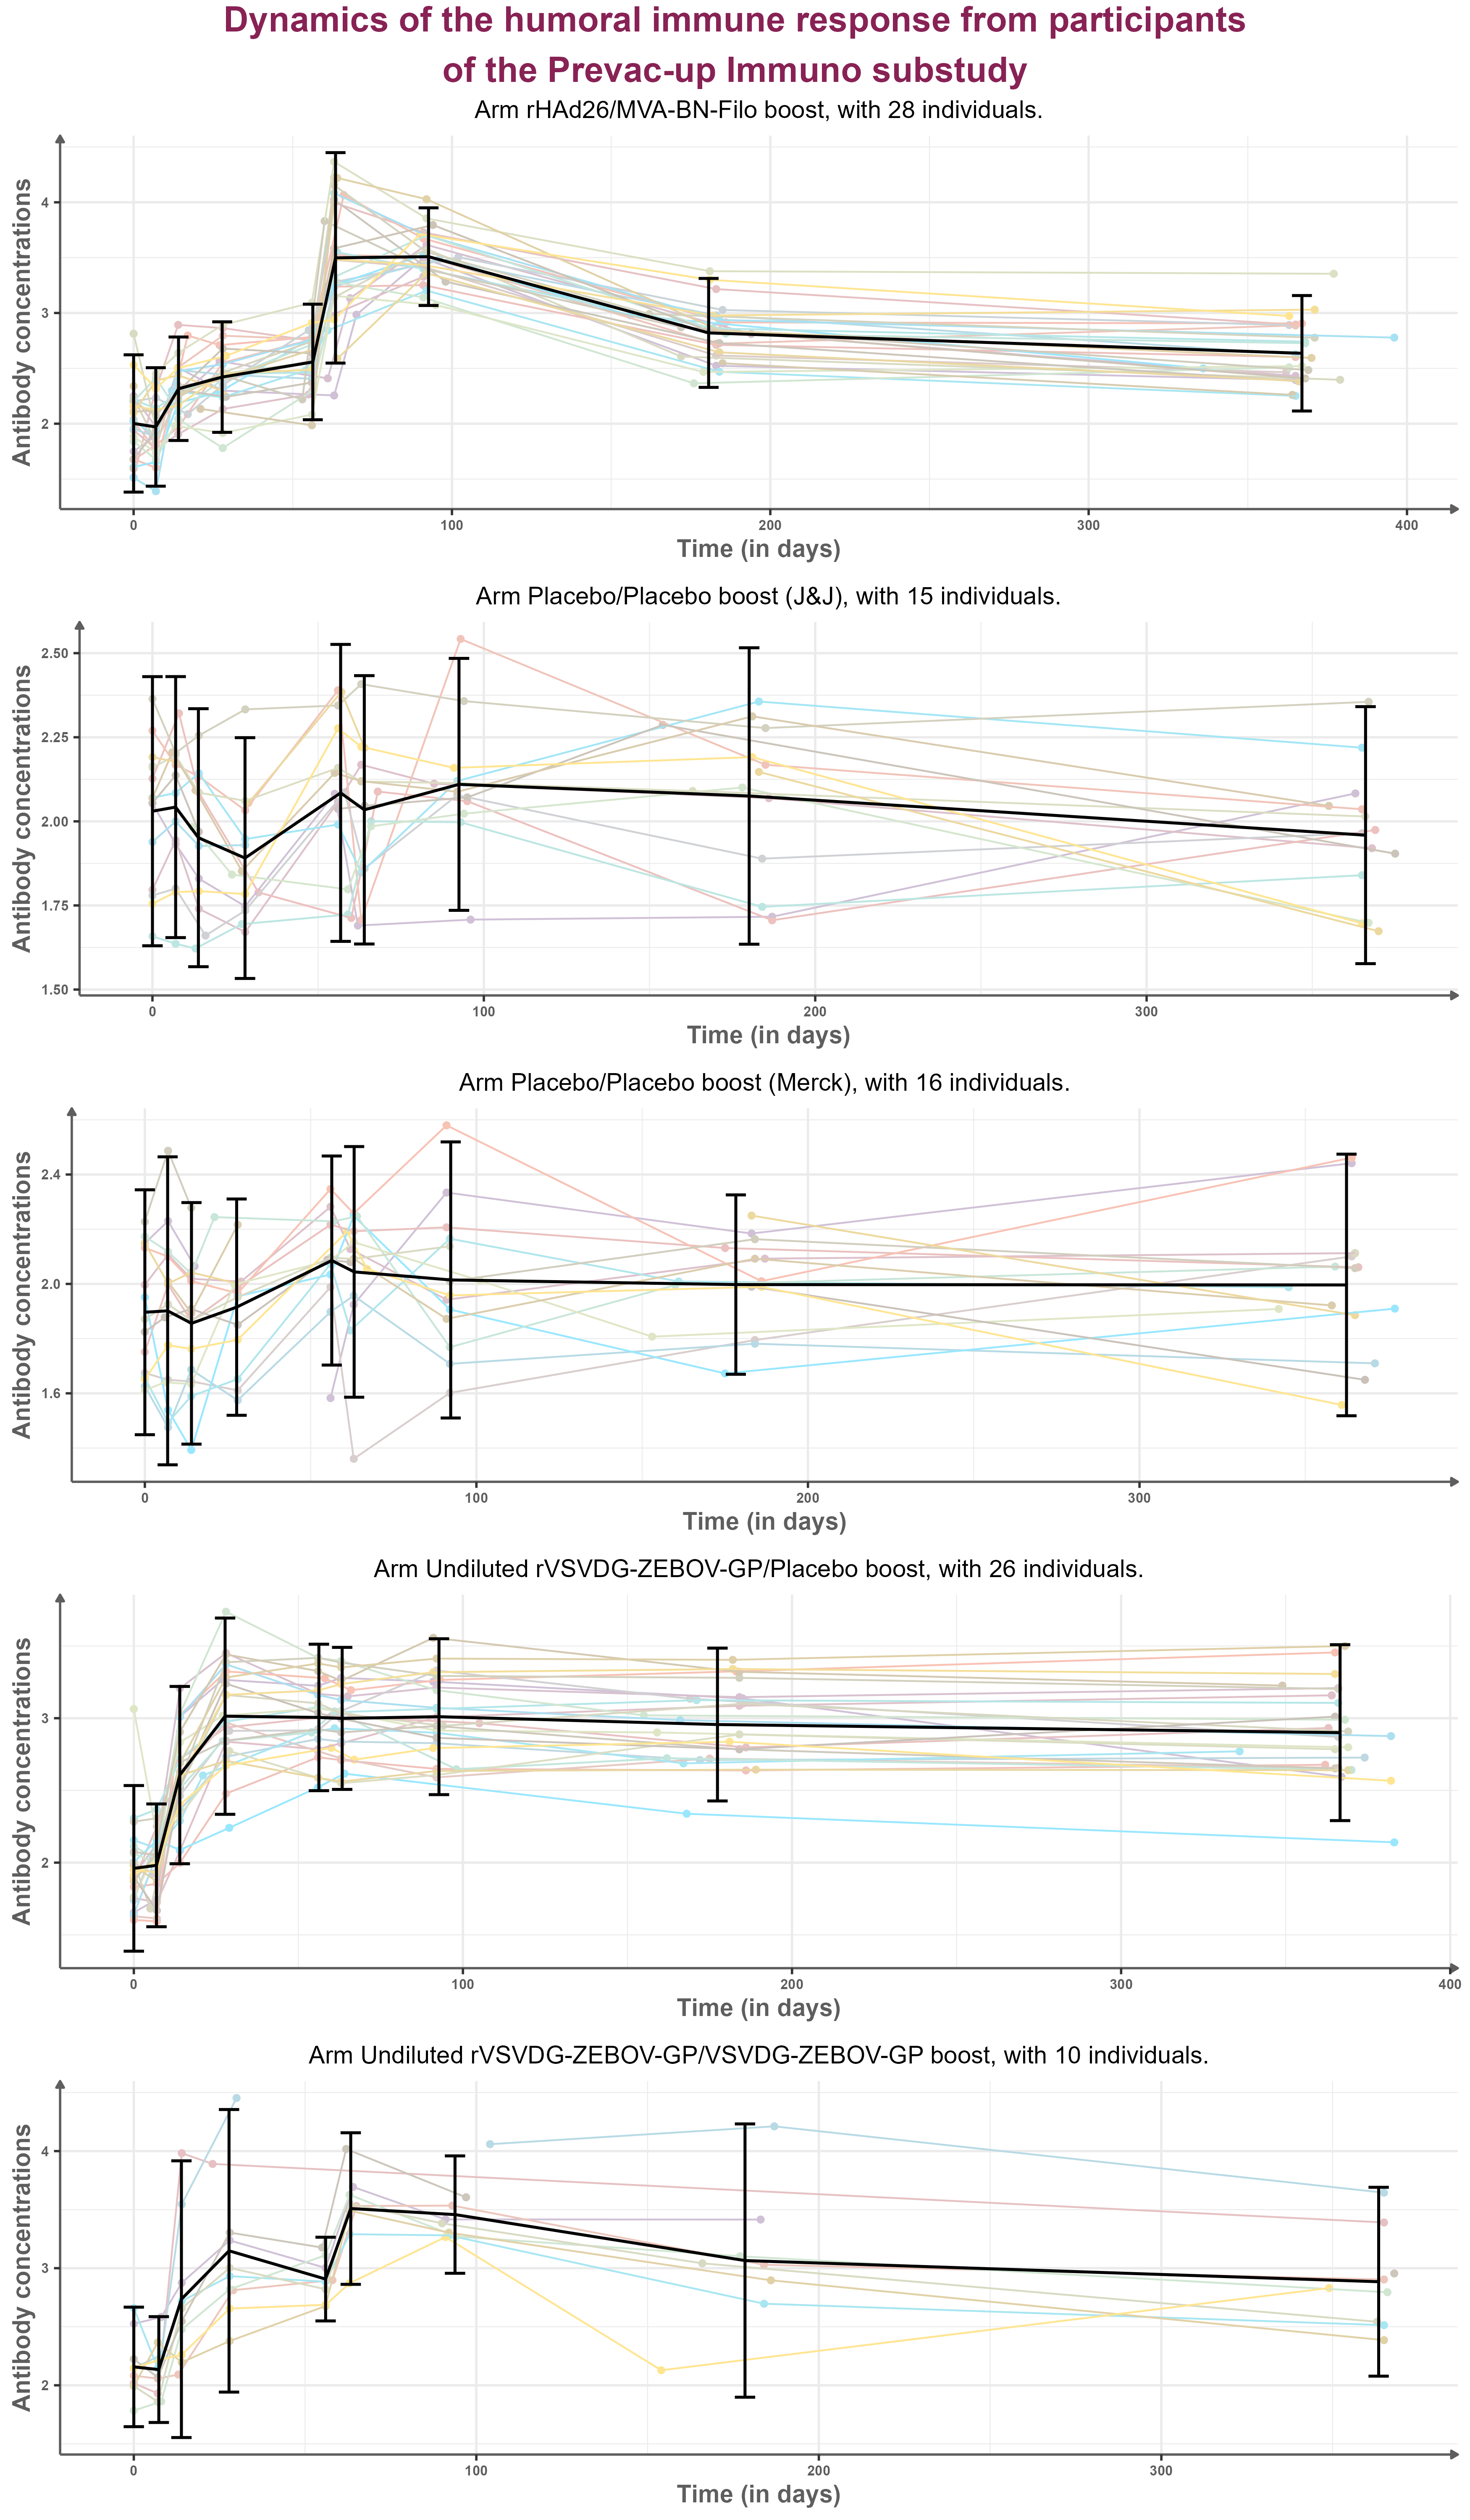 Dynamics of the humoral immune response from participants
of the Prevac-up Immuno substudy
Arm rHAd26/MVA-BN-Filo boost, with 28 individuals.
Antibody concentrations
4
3
2
0 100 200 300 400
Time (in days)
Arm Placebo/Placebo boost (J&J), with 15 individuals.
Antibody concentrations
2.50
2.25
2.00
1.75
1.50
0 100 200 300
Time (in days)
Arm Placebo/Placebo boost (Merck), with 16 individuals.
Antibody concentrations
2.4
2.0
1.6
0 100 200 300
Time (in days)
Arm Undiluted rVSVDG-ZEBOV-GP/Placebo boost, with 26 individuals.
Antibody concentrations
3
2
0 100 200 300 400
Time (in days)
Arm Undiluted rVSVDG-ZEBOV-GP/VSVDG-ZEBOV-GP boost, with 10 individuals.
Antibody concentrations
4
3
2
0 100 200 300
Time (in days)